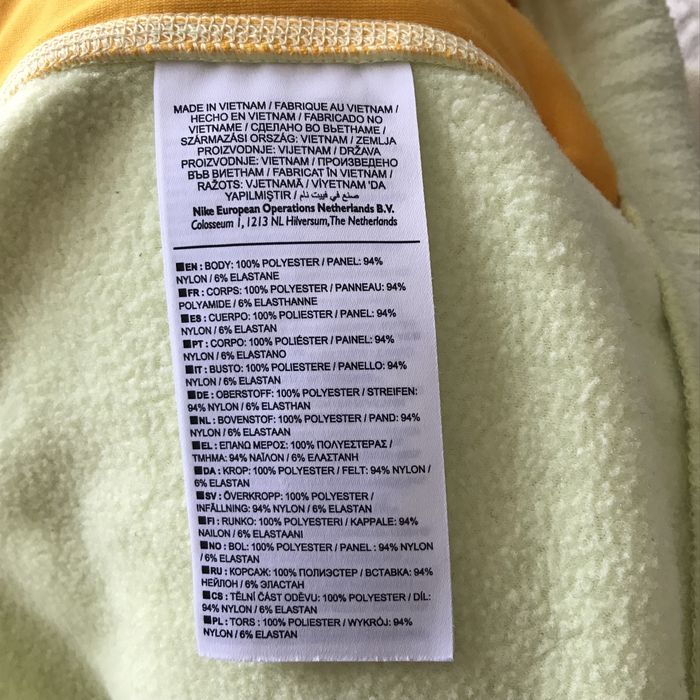 MADE IN VIETNAM / FABRIQUE AU VIETNAM /
HECHO EN VIETNAM / FABRICADO NO
VIETNAME / СДЕЛАНО ВО ВЬЕТНАМЕ /
SZÁRMAZÁSI ORSZÁG: VIETNAM / ZEMLJA
PROIZVODNJE: VIJETNAM / DRŽAVA
PROIZVODNJE: VIETNAM / ПРОИЗВЕДЕНО
ВЪВ ВИЕТНАМ / FABRICAT ÎN VIETNAM /
RAŽOTS: VJETNAMĀ / VİYETNAM 'DA
YAPILMIŞTIR / صنع في فييت نام
Nike European Operations Netherlands B.V.
Colosseum 1, 1213 NL Hilversum,The Netherlands
■EN : BODY: 100% POLYESTER / PANEL: 94%
NYLON / 6% ELASTANE
■FR : CORPS: 100% POLYESTER / PANNEAU: 94%
POLYAMIDE / 6% ELASTHANNE
■ES : CUERPO: 100% POLIESTER / PANEL: 94%
NYLON / 6% ELASTAN
■PT : CORPO: 100% POLIÉSTER / PAINEL: 94%
NYLON / 6% ELASTANO
■IT : BUSTO: 100% POLIESTERE / PANELLO: 94%
NYLON / 6% ELASTAN
■DE : OBERSTOFF: 100% POLYESTER / STREIFEN:
94% NYLON / 6% ELASTHAN
■NL : BOVENSTOF: 100% POLYESTER / PAND: 94%
NYLON / 6% ELASTAAN
■EL : ΕΠΑΝΩ ΜΕΡΟΣ: 100% ΠΟΛΥΕΣΤΕΡΑΣ /
ΤΜΗΜΑ: 94% ΝΑΪΛΟΝ / 6% ΕΛΑΣΤΑΝΗ
■DA : KROP: 100% POLYESTER / FELT: 94% NYLON /
6% ELASTAN
■SV : ÖVERKROPP: 100% POLYESTER /
INFÄLLNING: 94% NYLON / 6% ELASTAN
■FI : RUNKO: 100% POLYESTERI / KAPPALE: 94%
NAILON / 6% ELASTAANI
■NO : BOL: 100% POLYESTER / PANEL : 94% NYLON
/ 6% ELASTAN
■RU : КОРСАЖ: 100% ПОЛИЭСТЕР / ВСТАВКА: 94%
НЕЙЛОН / 6% ЭЛАСТАН
■CS : TĚLNÍ ČÁST ODĚVU: 100% POLYESTER / DÍL:
94% NYLON / 6% ELASTAN
■PL : TORS : 100% POLIESTER / WYKRÓJ: 94%
NYLON / 6% ELASTAN